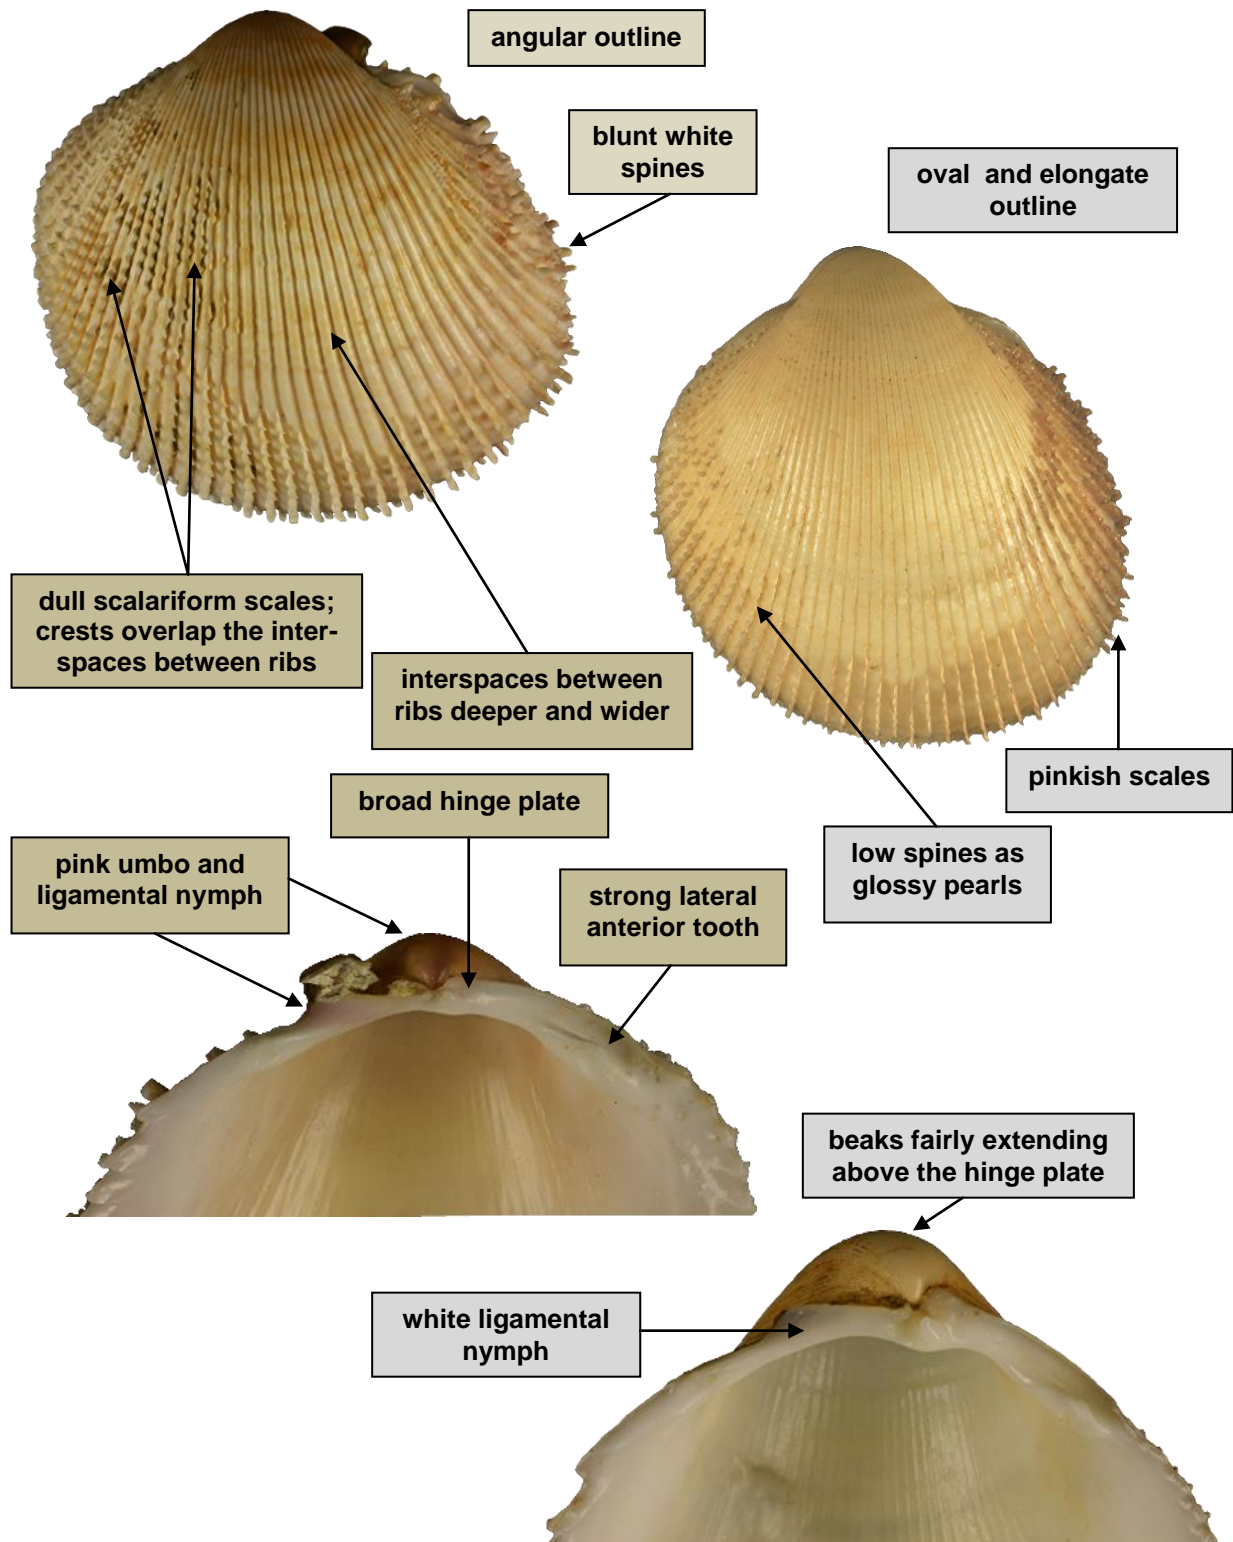 angular outline
blunt white
spines
oval and elongate
outline
dull scalariform scales;
crests overlap the inter-
spaces between ribs
interspaces between
ribs deeper and wider
pinkish scales
low spines as
glossy pearls
broad hinge plate
pink umbo and
ligamental nymph
strong lateral
anterior tooth
beaks fairly extending
above the hinge plate
white ligamental
nymph